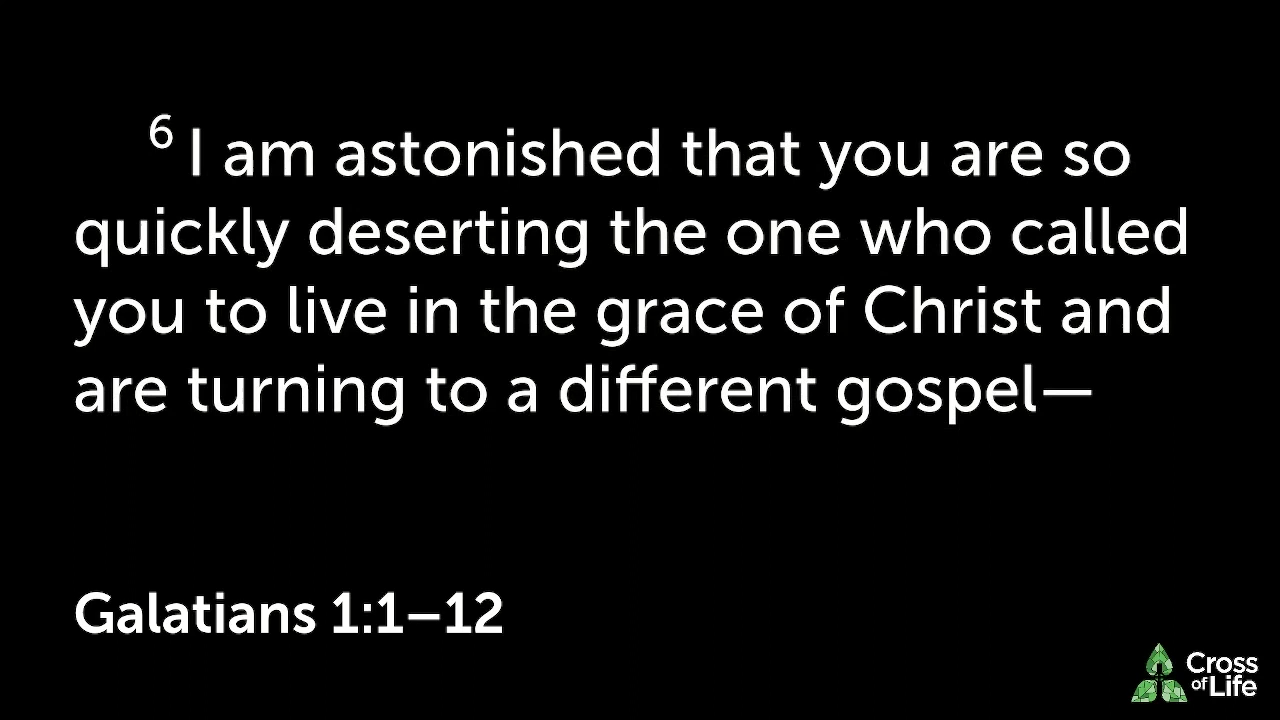 6 I am astonished that you are so
quickly deserting the one who called
you to live in the grace of Christ and
are turning to a different gospel—
Galatians 1:1–12
Cross
of Life